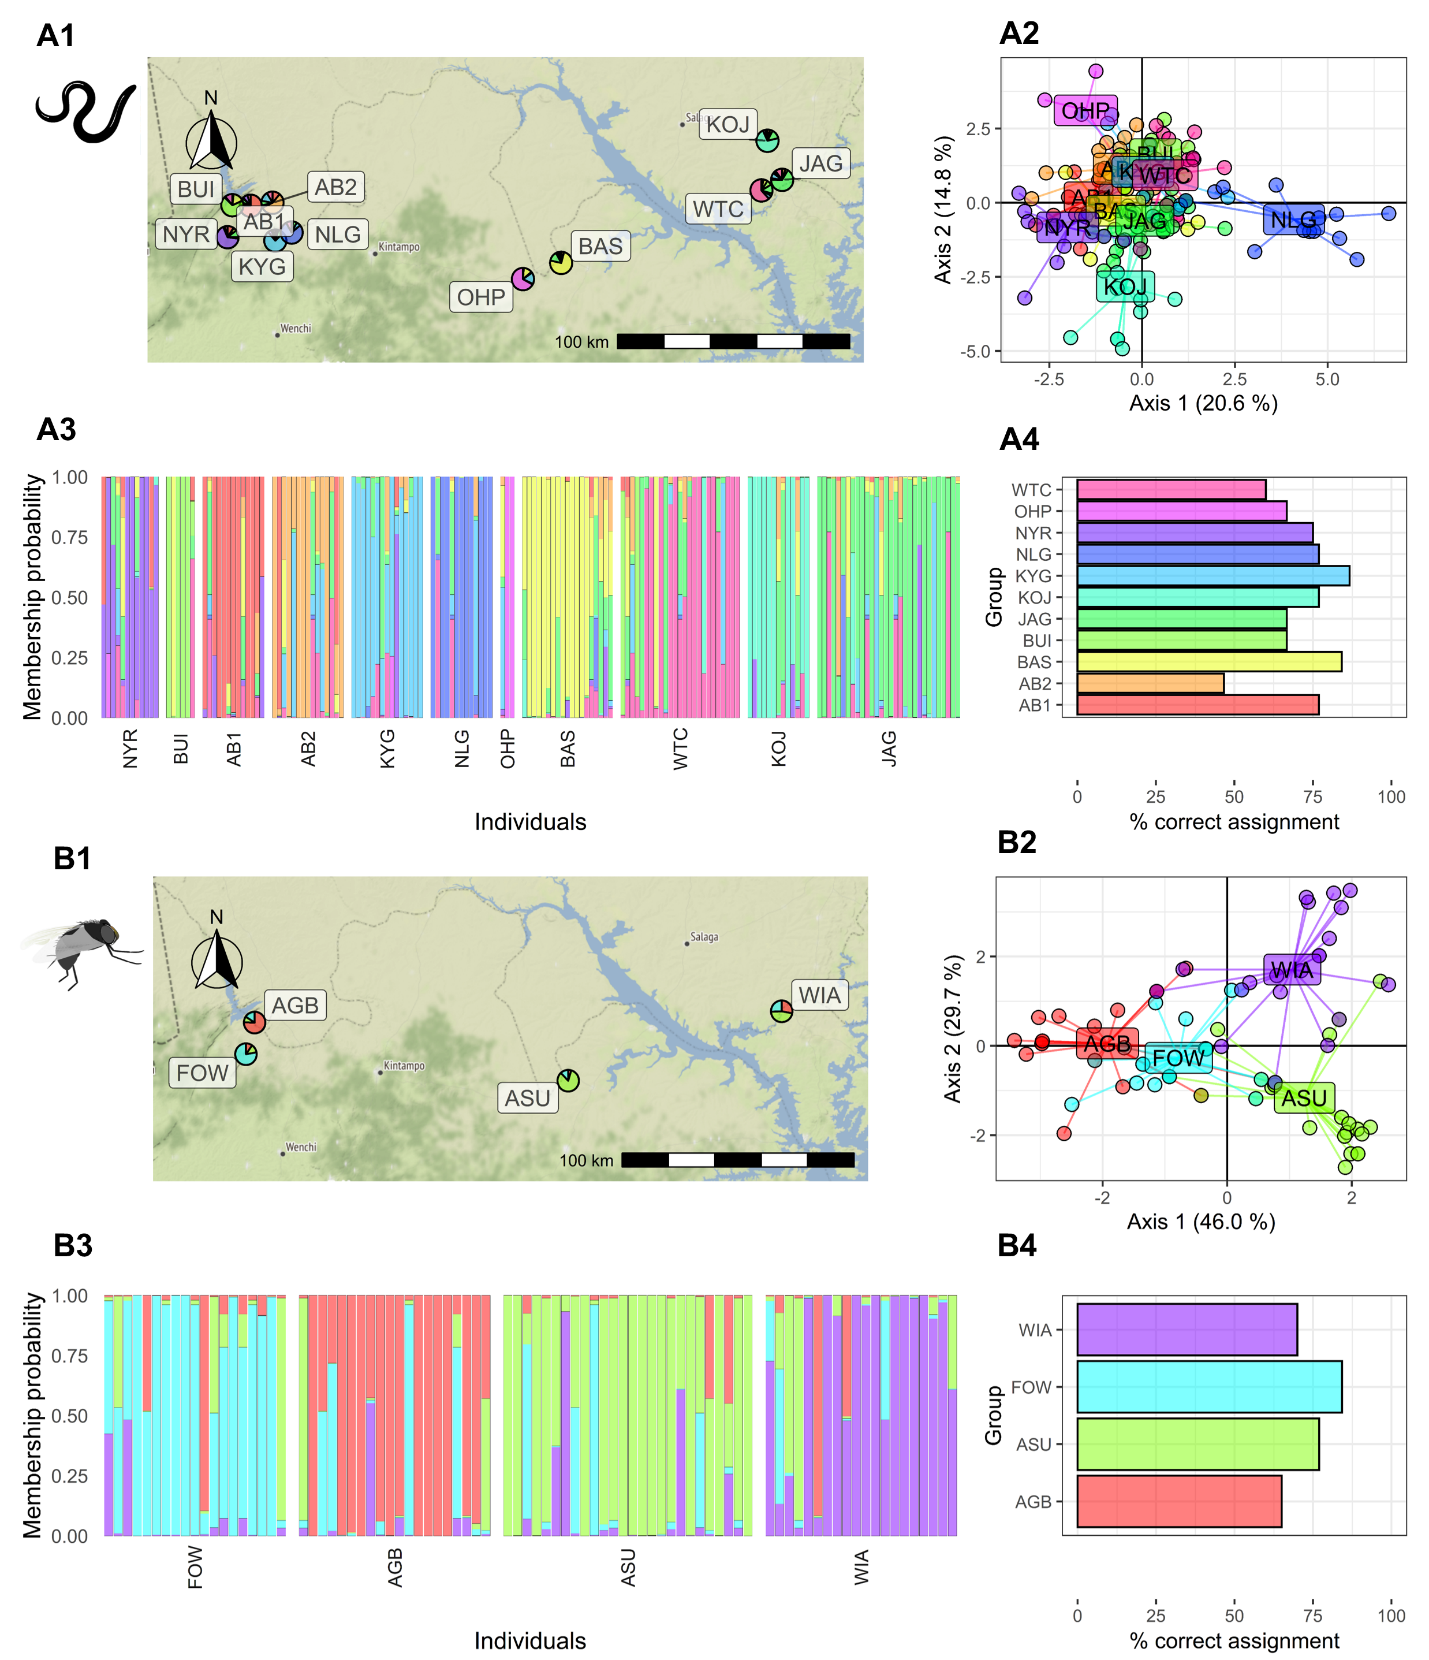 A1
N
BUI
AB2
AB1
NYR
NLG
KYG
Kintampo
Wenchi
OHP
BAS
KOJ
JAG
WTC
100 km
A2
OHP
BUI
WTC
BAS
JAG
NYR
NLG
KOJ
2.5
0.0
-2.5
-5.0
-2.5 0.0 2.5 5.0
Axis 1 (20.6 %)
Axis 2 (14.8 %)
A3
Membership probability
1.00
0.75
0.50
0.25
0.00
NYR BUI AB1 AB2 KYG NLG OHP BAS WTC KOJ JAG
Individuals
A4
Group
WTC
OHP
NYR
NLG
KYG
KOJ
JAG
BUI
BAS
AB2
AB1
0 25 50 75 100
% correct assignment
B1
N
AGB
FOW
Kintampo
Wenchi
ASU
Salaga
WIA
100 km
B2
WIA
AGB
FOW
ASU
2
0
-2
-2 0 2
Axis 1 (46.0 %)
Axis 2 (29.7 %)
B3
Membership probability
1.00
0.75
0.50
0.25
0.00
FOW AGB ASU WIA
Individuals
B4
Group
WIA
FOW
ASU
AGB
0 25 50 75 100
% correct assignment